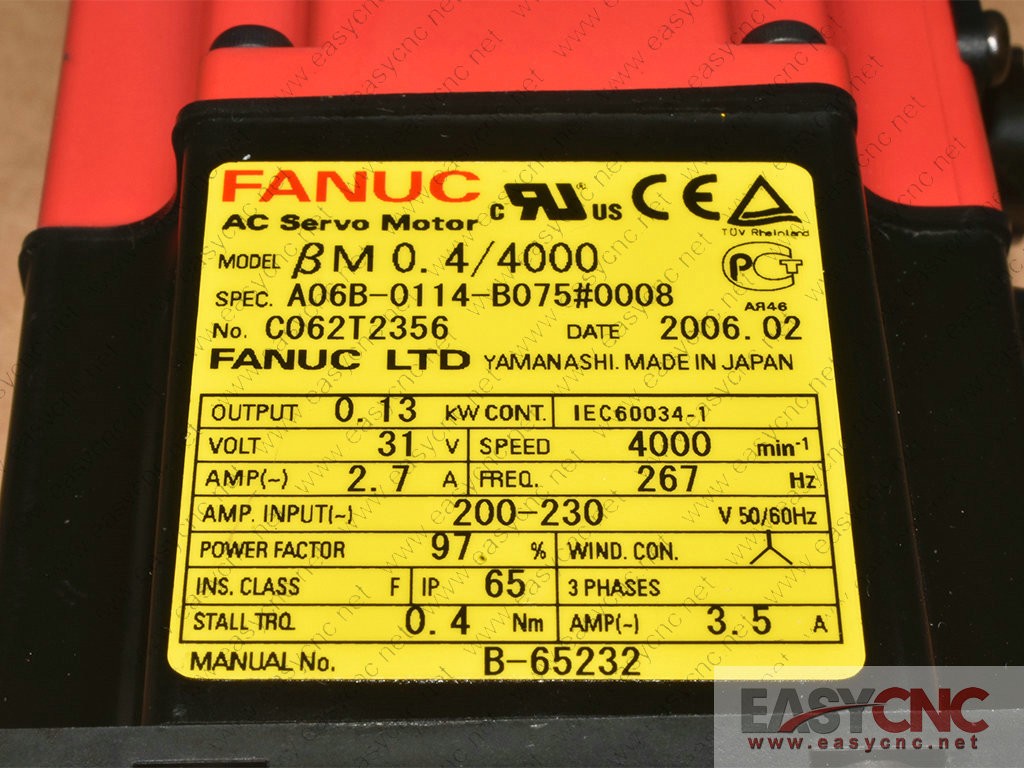 FANUC
AC Servo Motor c RU ® US CE
TÜV Rheinland
MODEL βM 0.4/4000 PCT
SPEC. A06B-0114-B075#0008 АЯ46
No. C062T2356 DATE 2006.02
FANUC LTD YAMANASHI. MADE IN JAPAN
OUTPUT 0.13 KW CONT. IEC60034-1
VOLT 31 V SPEED 4000 min-1
AMP(~) 2.7 A FREQ. 267 Hz
AMP. INPUT(~) 200-230 V 50/60Hz
POWER FACTOR 97. % WIND. CON.
INS. CLASS F IP 65 3 PHASES
STALL TRQ. 0.4 Nm AMP(~) 3.5 A
MANUAL No. B-65232
EASYCNC
www.easycnc.net